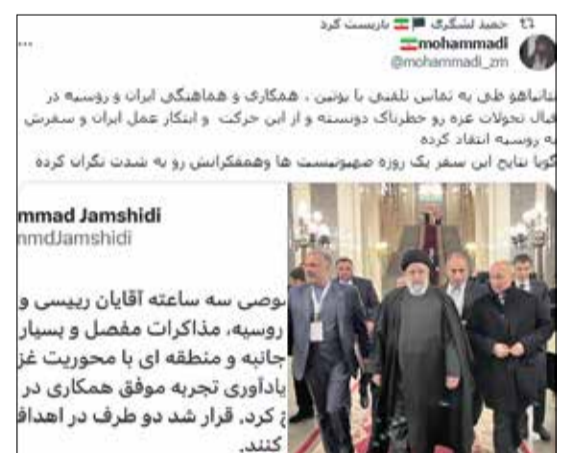 حمید لشگری بازیست کرد
mohammadi
@mohammadi_zm
نتانیاهو طی یه تماس تلفنی با پوتین ، همکاری و هماهنگی ایران و روسیه در
قبال تحولات غزه رو خطرناک دونسته و از این حرکت و ابتکار عمل ایران و سفرش
به روسیه انتقاد کرده
گویا نتایج این سفر یک روزه صهیونیست ها وهمفکرانش رو به شدت نگران کرده
mmad Jamshidi
nmdJamshidi
وصی سه ساعته آقایان رییسی و
روسیه، مذاکرات مفصل و بسیار
جانبه و منطقه ای با محوریت غز
یادآوری تجربه موفق همکاری در
کرد. قرار شد دو طرف در اهداف
کنند.